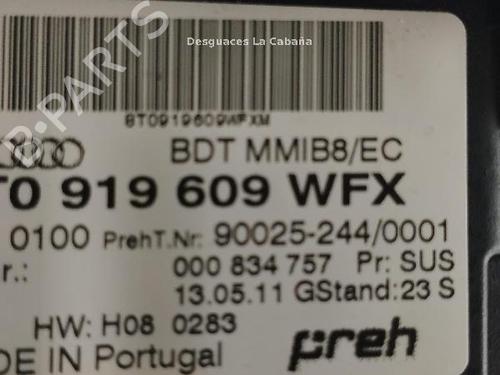 Desguaces La Cabaña
B-PARTS
8T0919609WFXM
BDT MMIB8/EC
T0 919 609 WFX
0100 PrehT.Nr: 90025-244/0001
r.: 000 834 757 Pr: SUS
13.05.11 GStand: 23 S
HW: H08 0283
DE IN Portugal preh